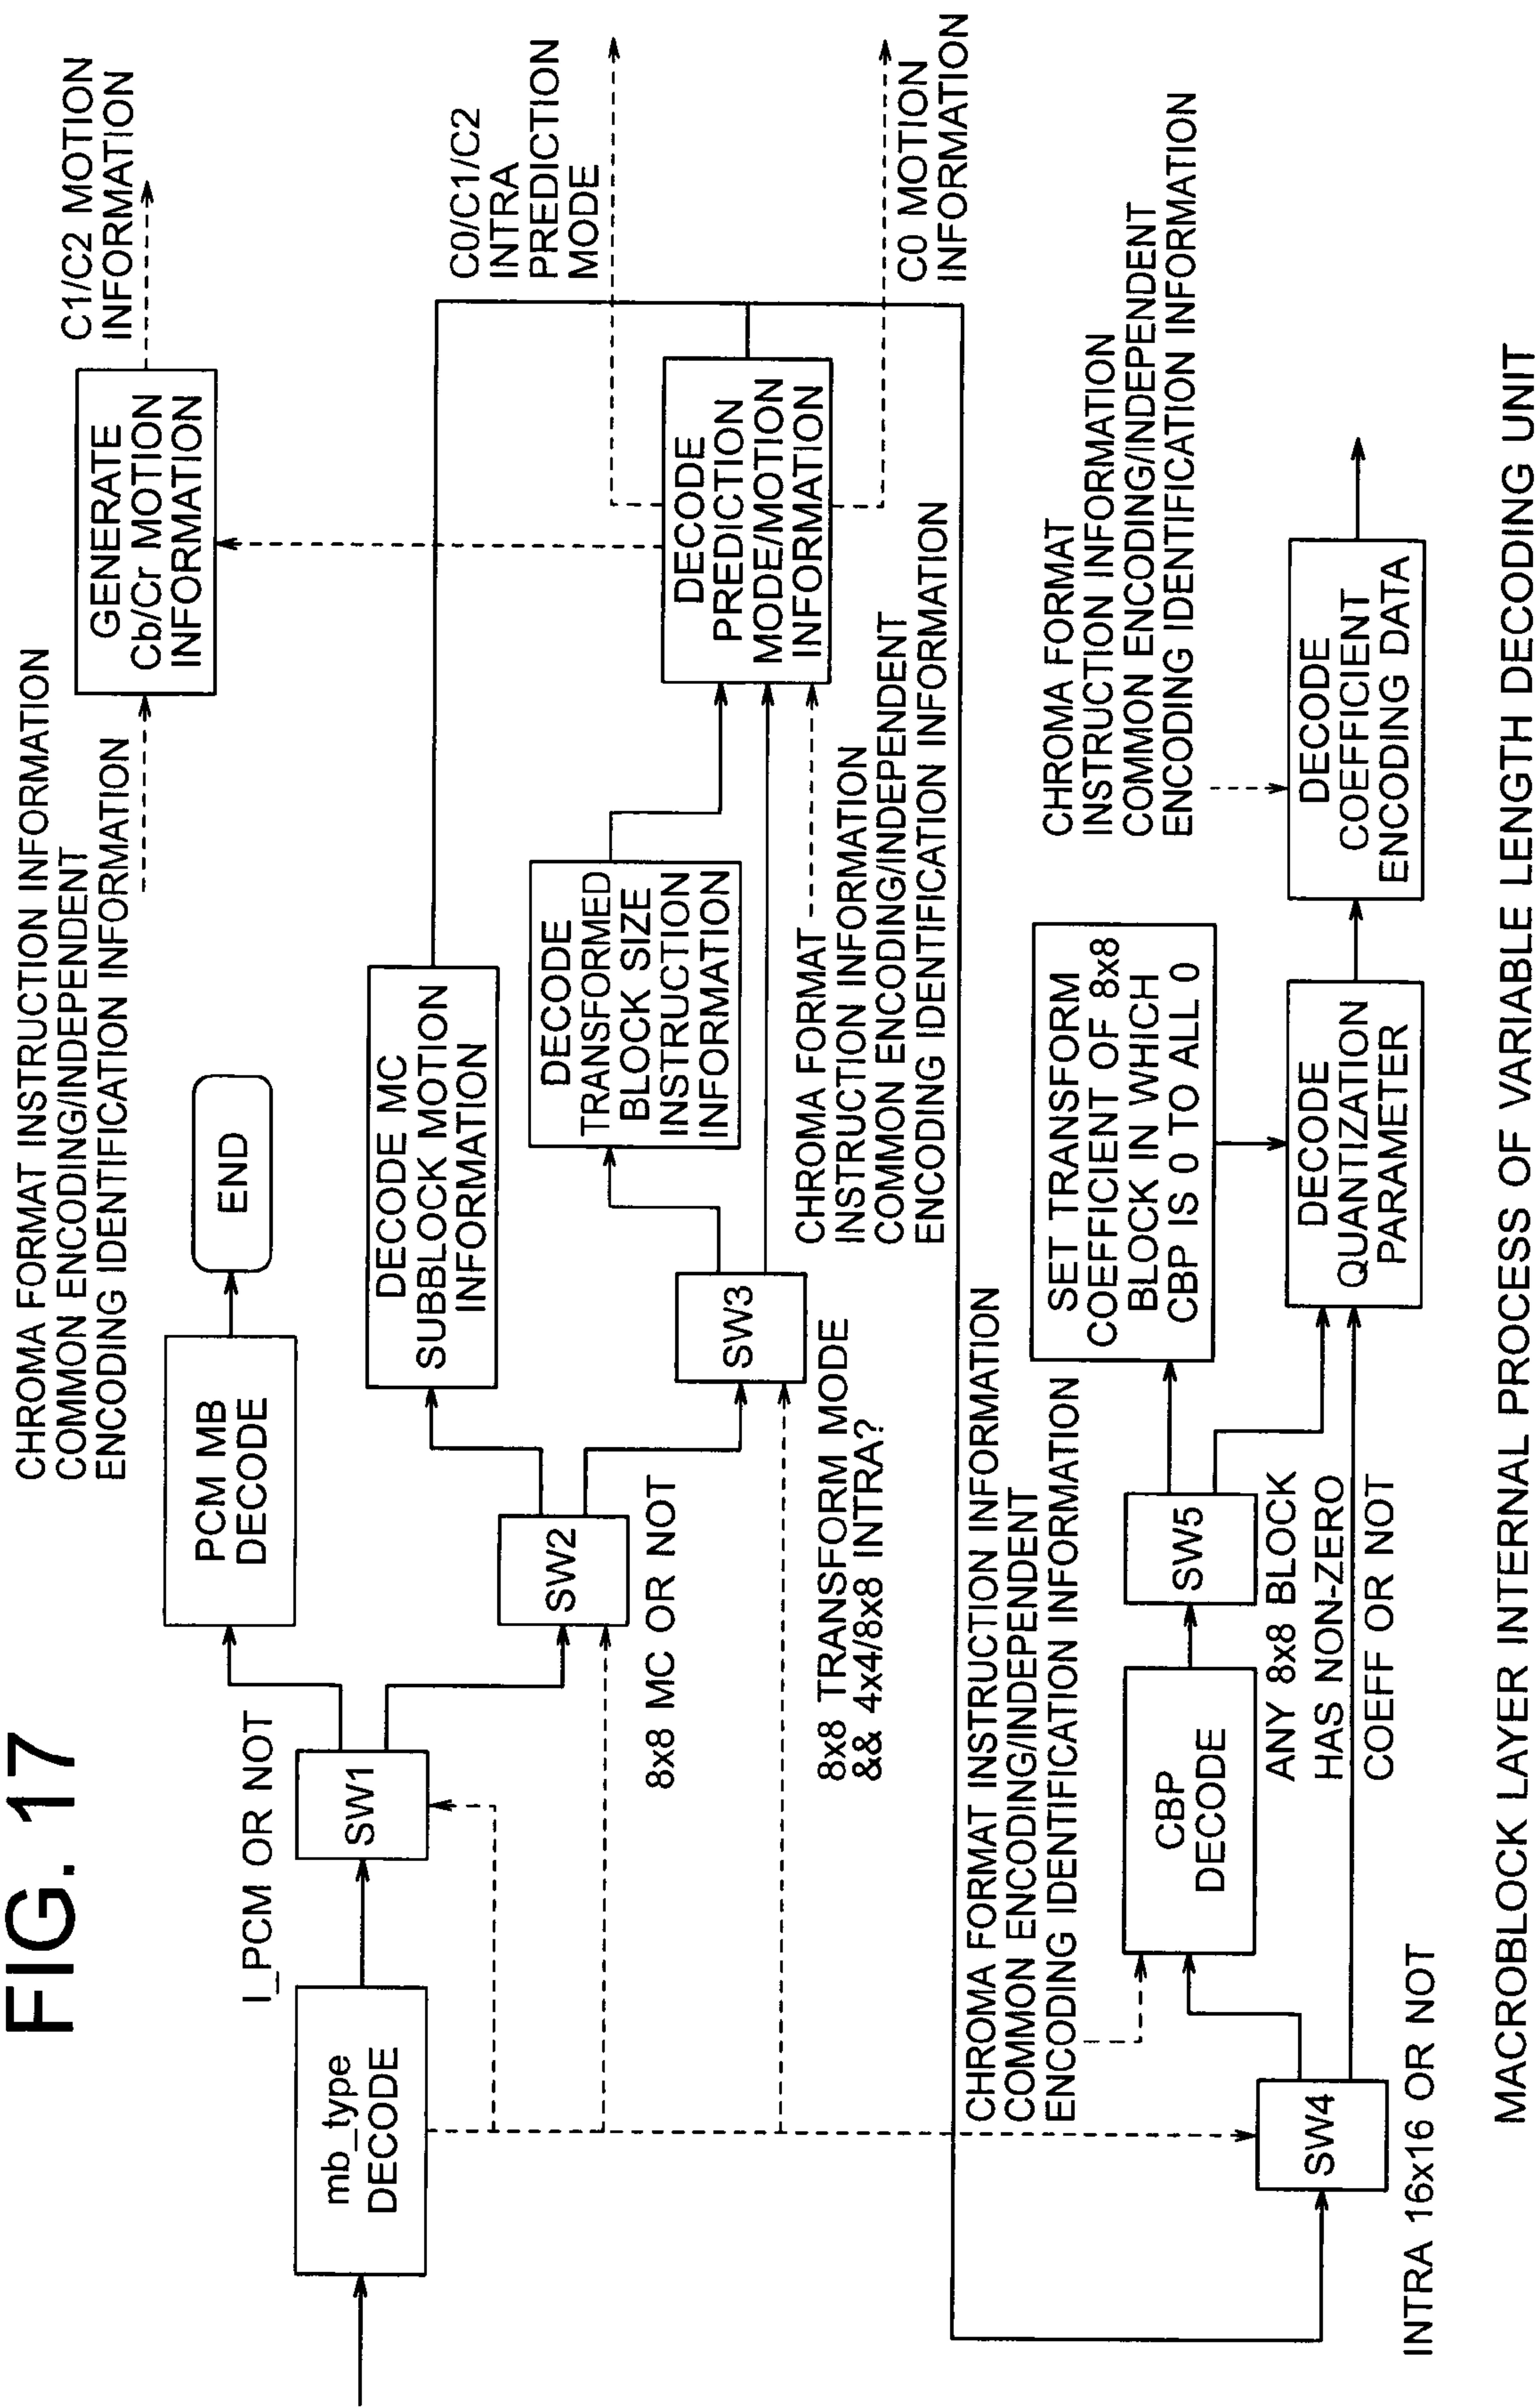 FIG. 17
mb_type
DECODE
I_PCM OR NOT
SW1
PCM MB
DECODE
END
CHROMA FORMAT INSTRUCTION INFORMATION
COMMON ENCODING/INDEPENDENT
ENCODING IDENTIFICATION INFORMATION
GENERATE
Cb/Cr MOTION
INFORMATION
C1/C2 MOTION
INFORMATION
SW2
8x8 MC OR NOT
DECODE MC
SUBBLOCK MOTION
INFORMATION
SW3
8x8 TRANSFORM MODE
&& 4x4/8x8 INTRA?
DECODE
TRANSFORMED
BLOCK SIZE
INSTRUCTION
INFORMATION
CHROMA FORMAT
INSTRUCTION INFORMATION
COMMON ENCODING/INDEPENDENT
ENCODING IDENTIFICATION INFORMATION
DECODE
PREDICTION
MODE/MOTION
INFORMATION
C0/C1/C2
INTRA
PREDICTION
MODE
C0 MOTION
INFORMATION
CHROMA FORMAT INSTRUCTION INFORMATION
COMMON ENCODING/INDEPENDENT
ENCODING IDENTIFICATION INFORMATION
SW4
INTRA 16x16 OR NOT
CBP
DECODE
SW5
ANY 8x8 BLOCK
HAS NON-ZERO
COEFF OR NOT
SET TRANSFORM
COEFFICIENT OF 8x8
BLOCK IN WHICH
CBP IS 0 TO ALL 0
DECODE
QUANTIZATION
PARAMETER
CHROMA FORMAT
INSTRUCTION INFORMATION
COMMON ENCODING/INDEPENDENT
ENCODING IDENTIFICATION INFORMATION
DECODE
COEFFICIENT
ENCODING DATA
MACROBLOCK LAYER INTERNAL PROCESS OF VARIABLE LENGTH DECODING UNIT